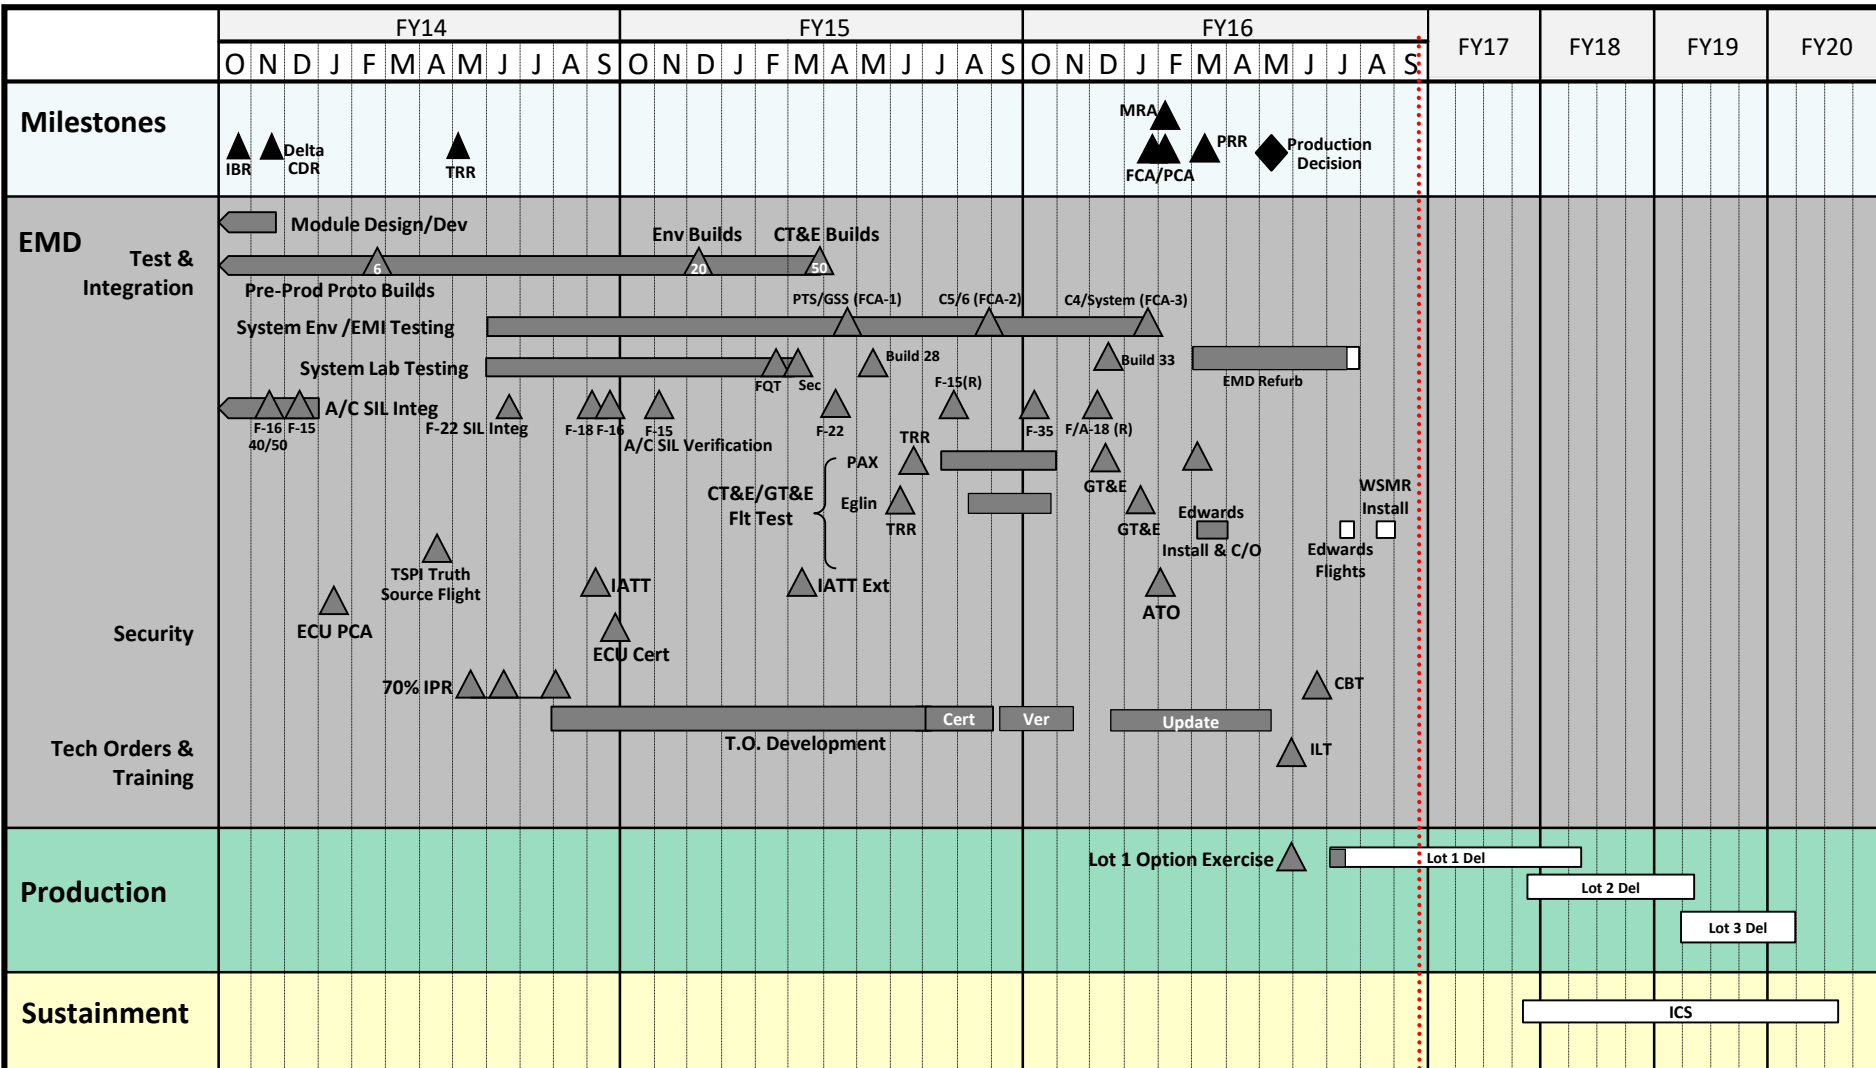 FY14 FY15 FY16 FY17 FY18 FY19 FY20
O N D J F M A M J J A S O N D J F M A M J J A S O N D J F M A M J J A S
Milestones
MRA
IBR
Delta
CDR
TRR
FCA/PCA
PRR
Production
Decision
EMD
Test &
Integration
Module Design/Dev
Env Builds
CT&E Builds
6
20
50
Pre-Prod Proto Builds
PTS/GSS (FCA-1)
C5/6 (FCA-2)
C4/System (FCA-3)
System Env /EMI Testing
System Lab Testing
FQT
Sec
Build 28
Build 33
EMD Refurb
A/C SIL Integ
F-16
40/50
F-15
F-22 SIL Integ
F-18
F-16
F-15
A/C SIL Verification
F-22
F-15(R)
F-35
F/A-18 (R)
CT&E/GT&E
Flt Test
PAX
TRR
GT&E
Eglin
TRR
GT&E
Edwards
Install & C/O
Edwards
Flights
WSMR
Install
TSPI Truth
Source Flight
Security
ECU PCA
IATT
ECU Cert
IATT Ext
ATO
Tech Orders &
Training
70% IPR
CBT
Cert
Ver
Update
T.O. Development
ILT
Production
Lot 1 Option Exercise
Lot 1 Del
Lot 2 Del
Lot 3 Del
Sustainment
ICS